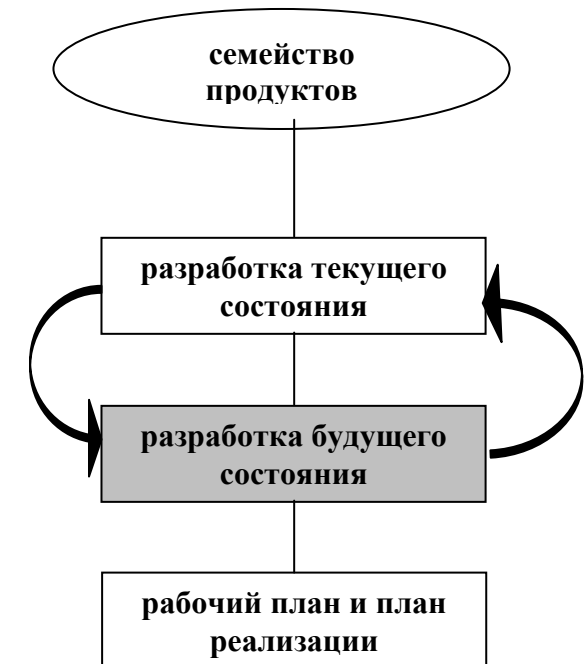 семейство
продуктов
разработка текущего
состояния
разработка будущего
состояния
рабочий план и план
реализации